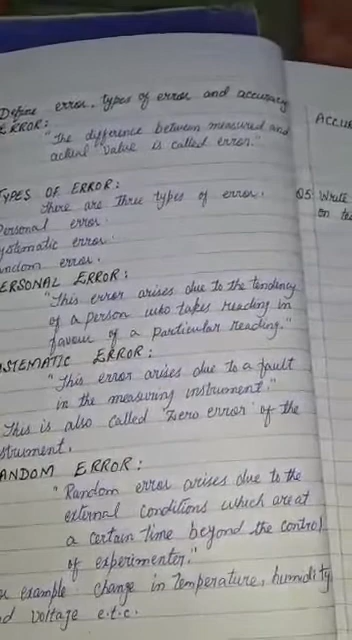 Define error, types of error and accuracy
ERROR:
"The difference between measured and
actual value is called error."
TYPES OF ERROR:
There are three types of error.
Personal error.
ystematic error.
andom error.
ERSONAL ERROR:
"This error arises due to the tendency
of a person who takes reading in
favour of a particular reading."
STEMATIC ERROR:
"This error arises due to a fault
in the measuring instrument."
This is also called 'zero error' of the
strument.
ANDOM ERROR:
"Random error arises due to the
external conditions which are at
a certain time beyond the control
of experimentor."
example change in temperature, humidity
d voltage e.t.c.
ACCU
Q5: Write
on